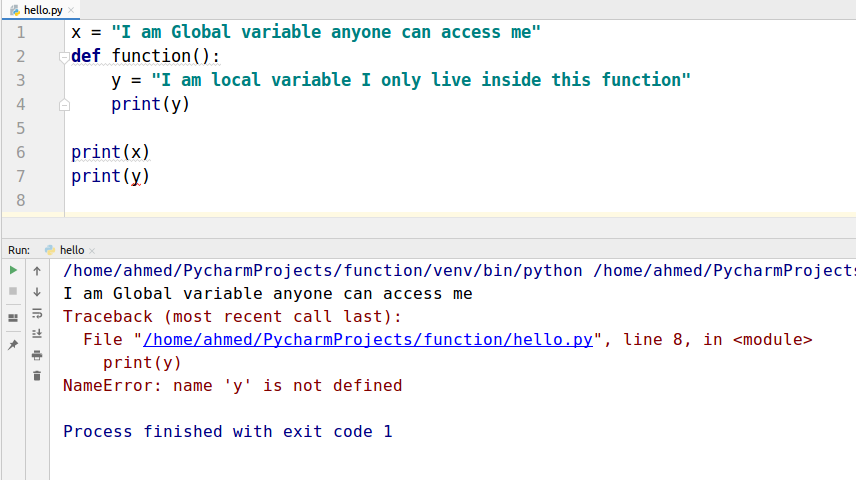 hello.py
1 x = "I am Global variable anyone can access me"
2 def function():
3 y = "I am local variable I only live inside this function"
4 print(y)
5
6 print(x)
7 print(y)
8
Run: hello
/home/ahmed/PycharmProjects/function/venv/bin/python /home/ahmed/PycharmProjects
I am Global variable anyone can access me
Traceback (most recent call last):
File "/home/ahmed/PycharmProjects/function/hello.py", line 8, in <module>
print(y)
NameError: name 'y' is not defined
Process finished with exit code 1